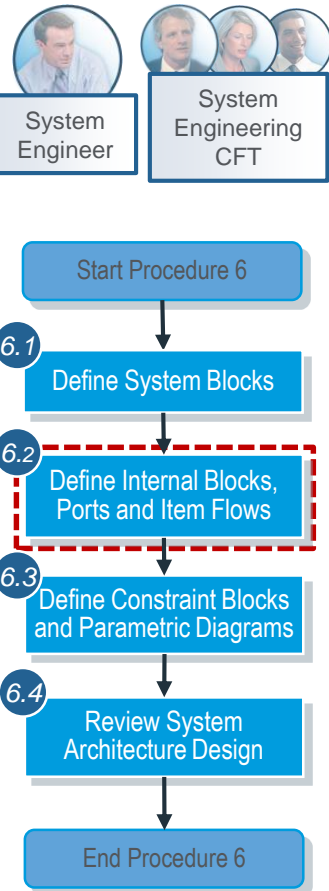 System
Engineer
System
Engineering
CFT
Start Procedure 6
6.1
Define System Blocks
6.2
Define Internal Blocks,
Ports and Item Flows
6.3
Define Constraint Blocks
and Parametric Diagrams
6.4
Review System
Architecture Design
End Procedure 6